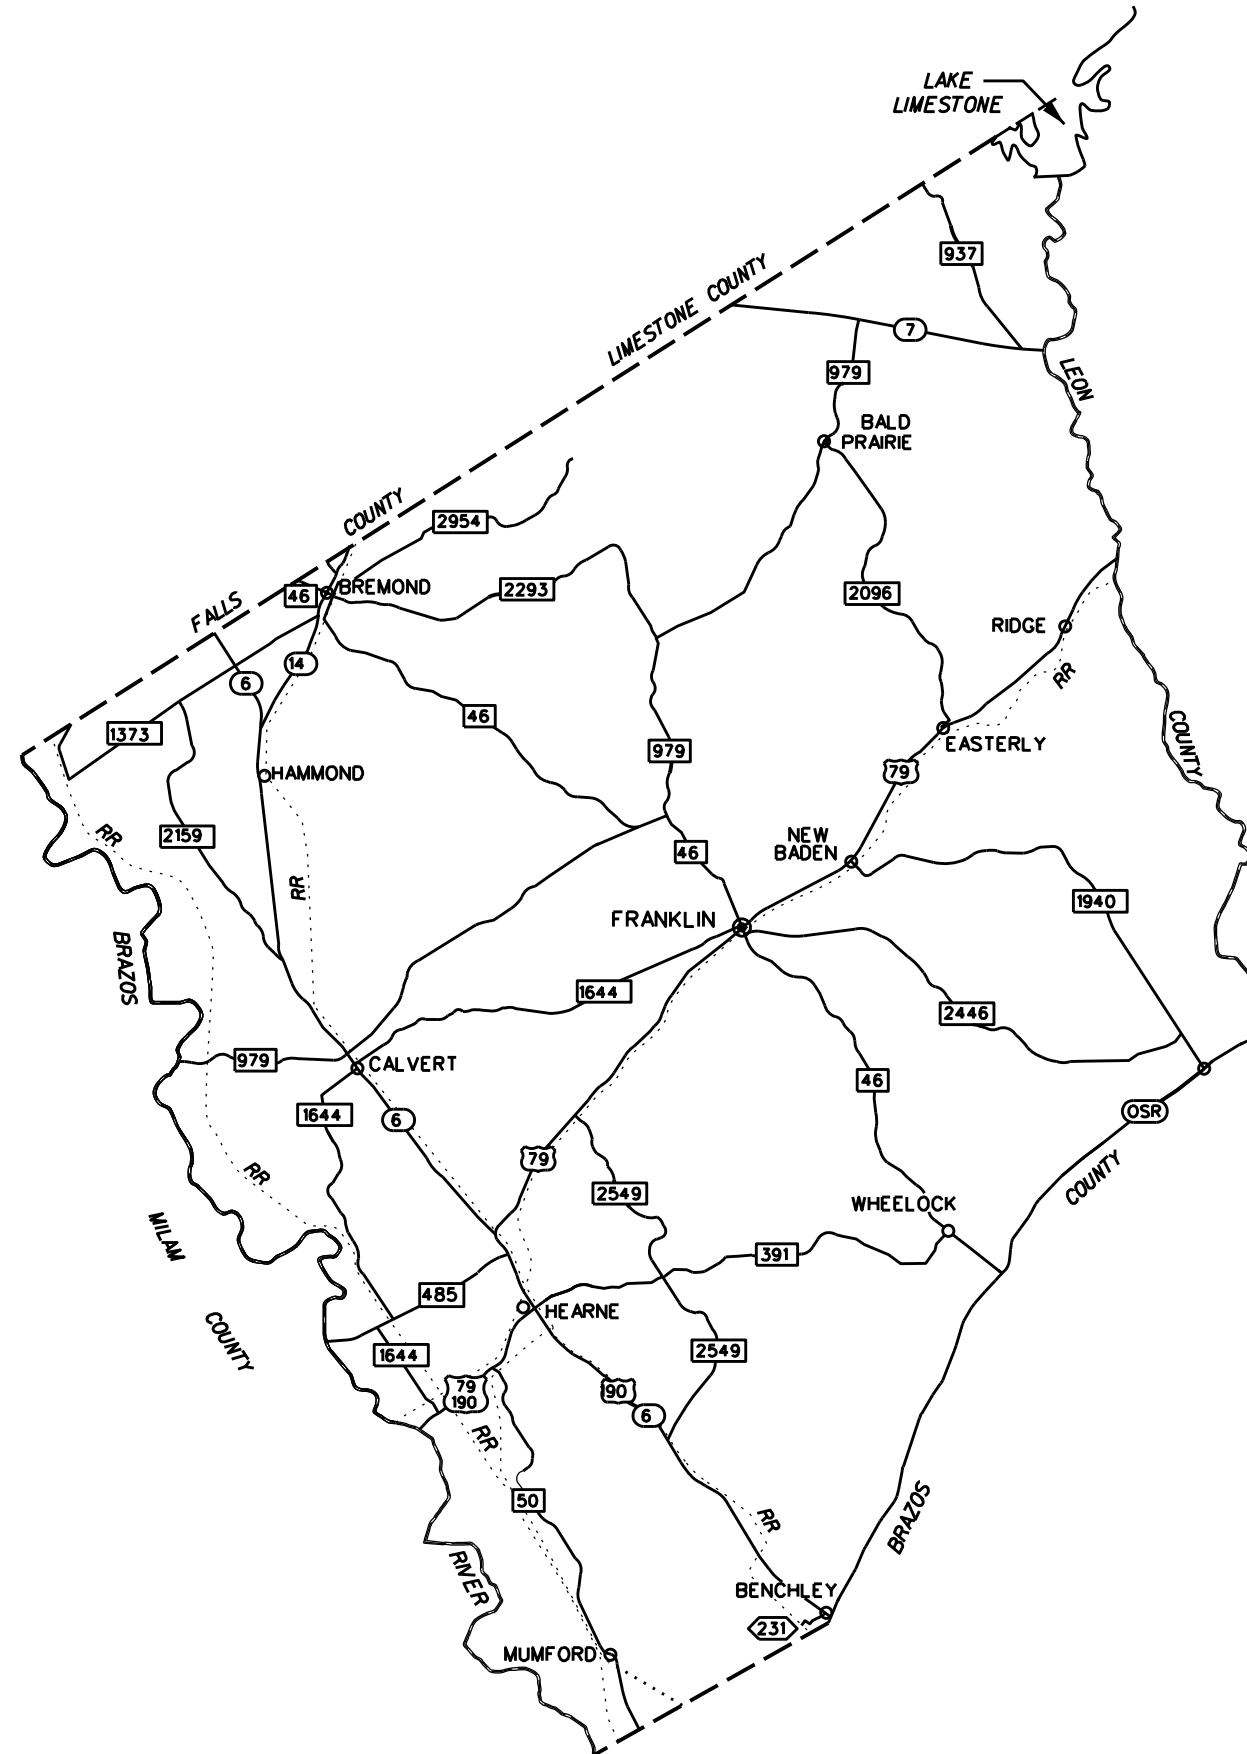 LAKE
LIMESTONE
937
LIMESTONE COUNTY
7
979
LEON
BALD
PRAIRIE
COUNTY
2954
BREMOND
2293
46
2096
FALLS
RIDGE
14
6
RR
46
1373
COUNTY
979
EASTERLY
HAMMOND
79
RR
2159
NEW
BADEN
46
RR
1940
FRANKLIN
BRAZOS
1644
2446
979
CALVERT
46
1644
6
OSR
79
RR
COUNTY
2549
WHEELOCK
MILAM
391
485
HEARNE
COUNTY
2549
1644
79
190
190
6
RR
50
BRAZOS
RR
RIVER
BENCHLEY
231
MUMFORD